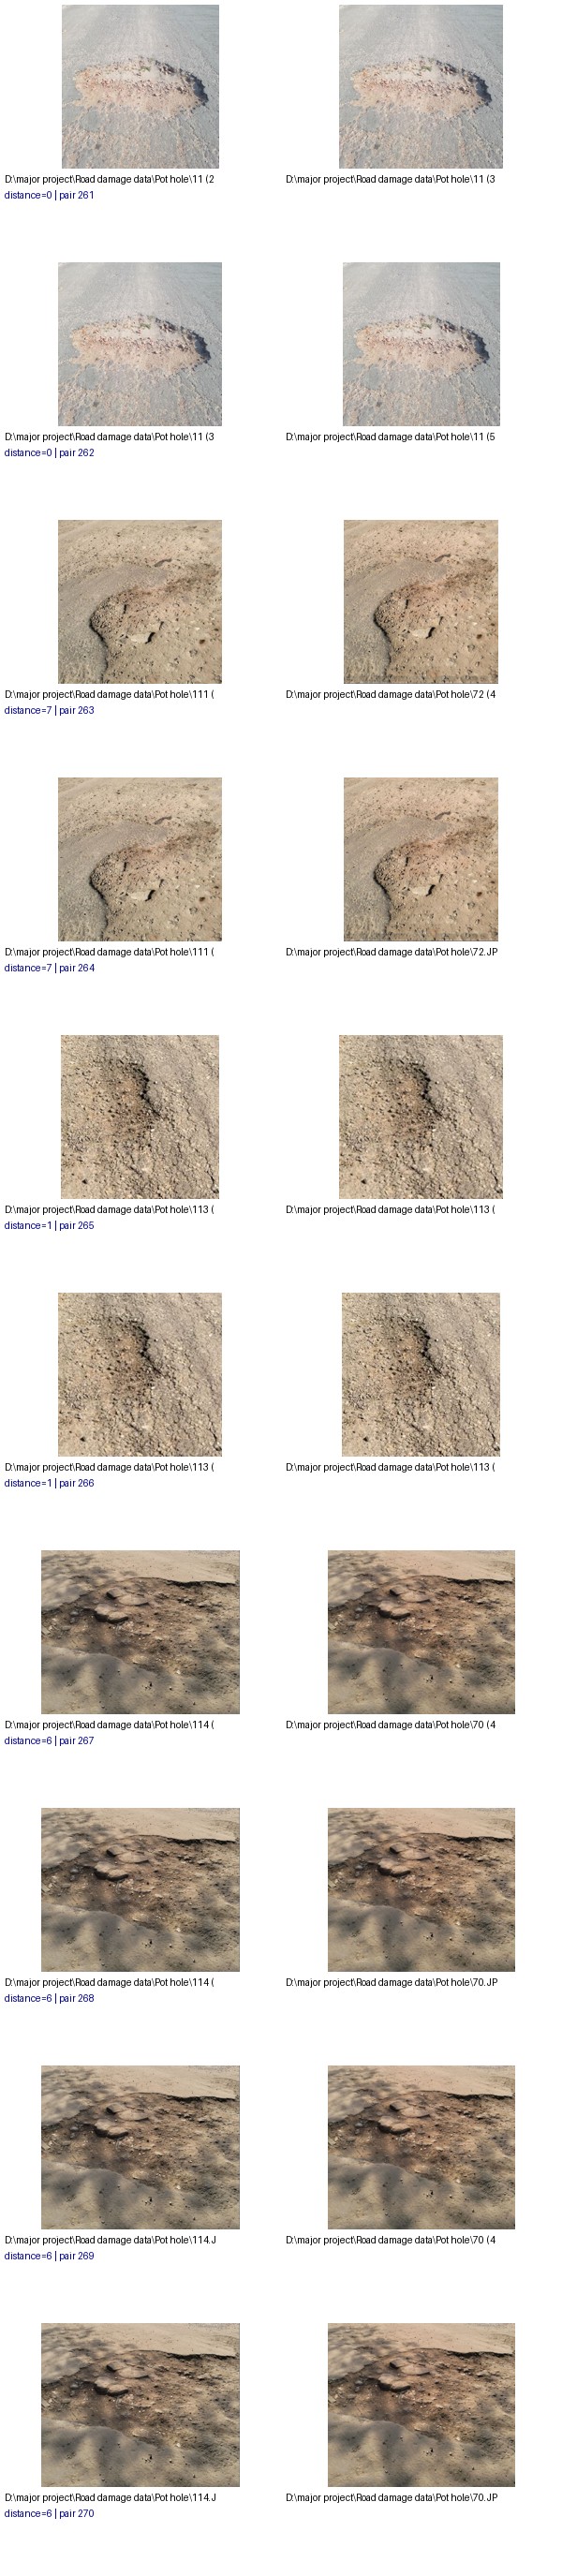 D:\major project\Road damage data\Pot hole\11 (2
D:\major project\Road damage data\Pot hole\11 (3
distance=0 | pair 261
D:\major project\Road damage data\Pot hole\11 (3
D:\major project\Road damage data\Pot hole\11 (5
distance=0 | pair 262
D:\major project\Road damage data\Pot hole\111 (
D:\major project\Road damage data\Pot hole\72 (4
distance=7 | pair 263
D:\major project\Road damage data\Pot hole\111 (
D:\major project\Road damage data\Pot hole\72.JP
distance=7 | pair 264
D:\major project\Road damage data\Pot hole\113 (
D:\major project\Road damage data\Pot hole\113 (
distance=1 | pair 265
D:\major project\Road damage data\Pot hole\113 (
D:\major project\Road damage data\Pot hole\113 (
distance=1 | pair 266
D:\major project\Road damage data\Pot hole\114 (
D:\major project\Road damage data\Pot hole\70 (4
distance=6 | pair 267
D:\major project\Road damage data\Pot hole\114 (
D:\major project\Road damage data\Pot hole\70.JP
distance=6 | pair 268
D:\major project\Road damage data\Pot hole\114.J
D:\major project\Road damage data\Pot hole\70 (4
distance=6 | pair 269
D:\major project\Road damage data\Pot hole\114.J
D:\major project\Road damage data\Pot hole\70.JP
distance=6 | pair 270